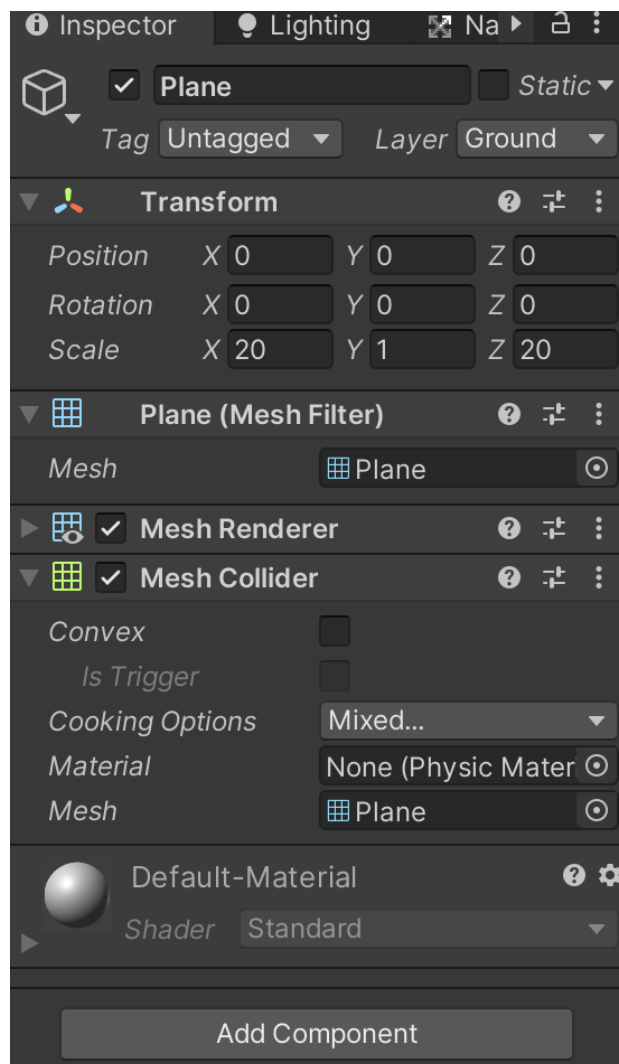 Inspector Lighting Na
Plane Static
Tag Untagged Layer Ground
Transform
Position X 0 Y 0 Z 0
Rotation X 0 Y 0 Z 0
Scale X 20 Y 1 Z 20
Plane (Mesh Filter)
Mesh Plane
Mesh Renderer
Mesh Collider
Convex
Is Trigger
Cooking Options Mixed...
Material None (Physic Mater
Mesh Plane
Default-Material
Shader Standard
Add Component